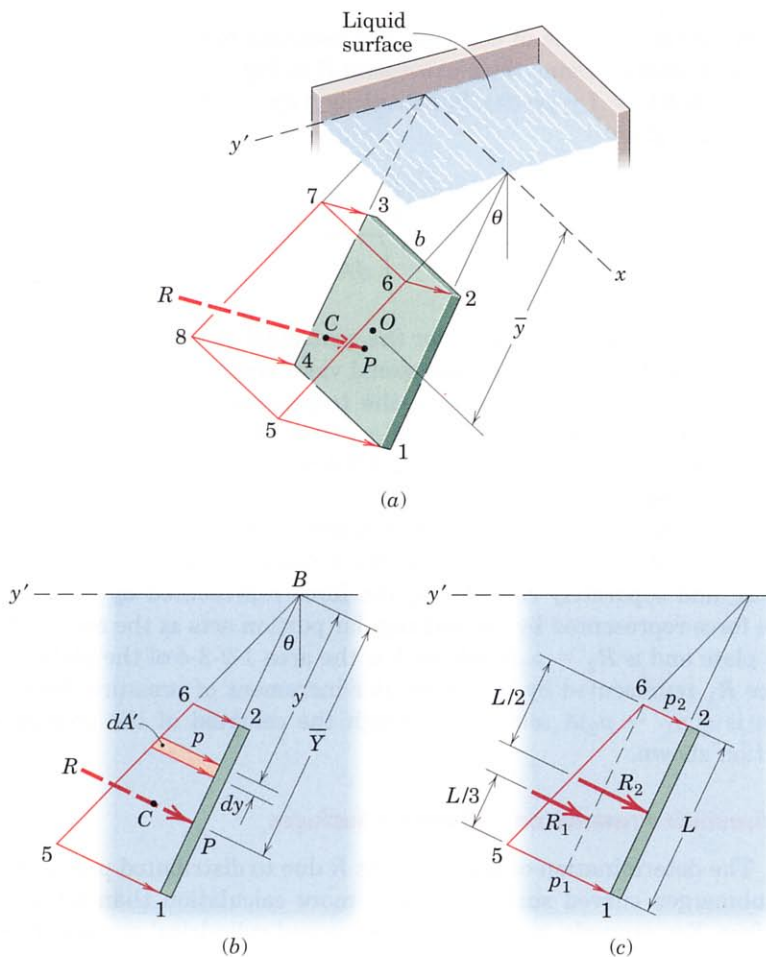 Liquid
surface
y′
7
3
b
θ
6
2
x
R
C
O
ȳ
8
4
P
5
1
(a)
y′
B
θ
6
2
dA′
p
y
Y̅
R
C
dy
5
P
1
(b)
y′
6
p₂
2
L/2
L/3
R₂
R₁
L
5
p₁
1
(c)